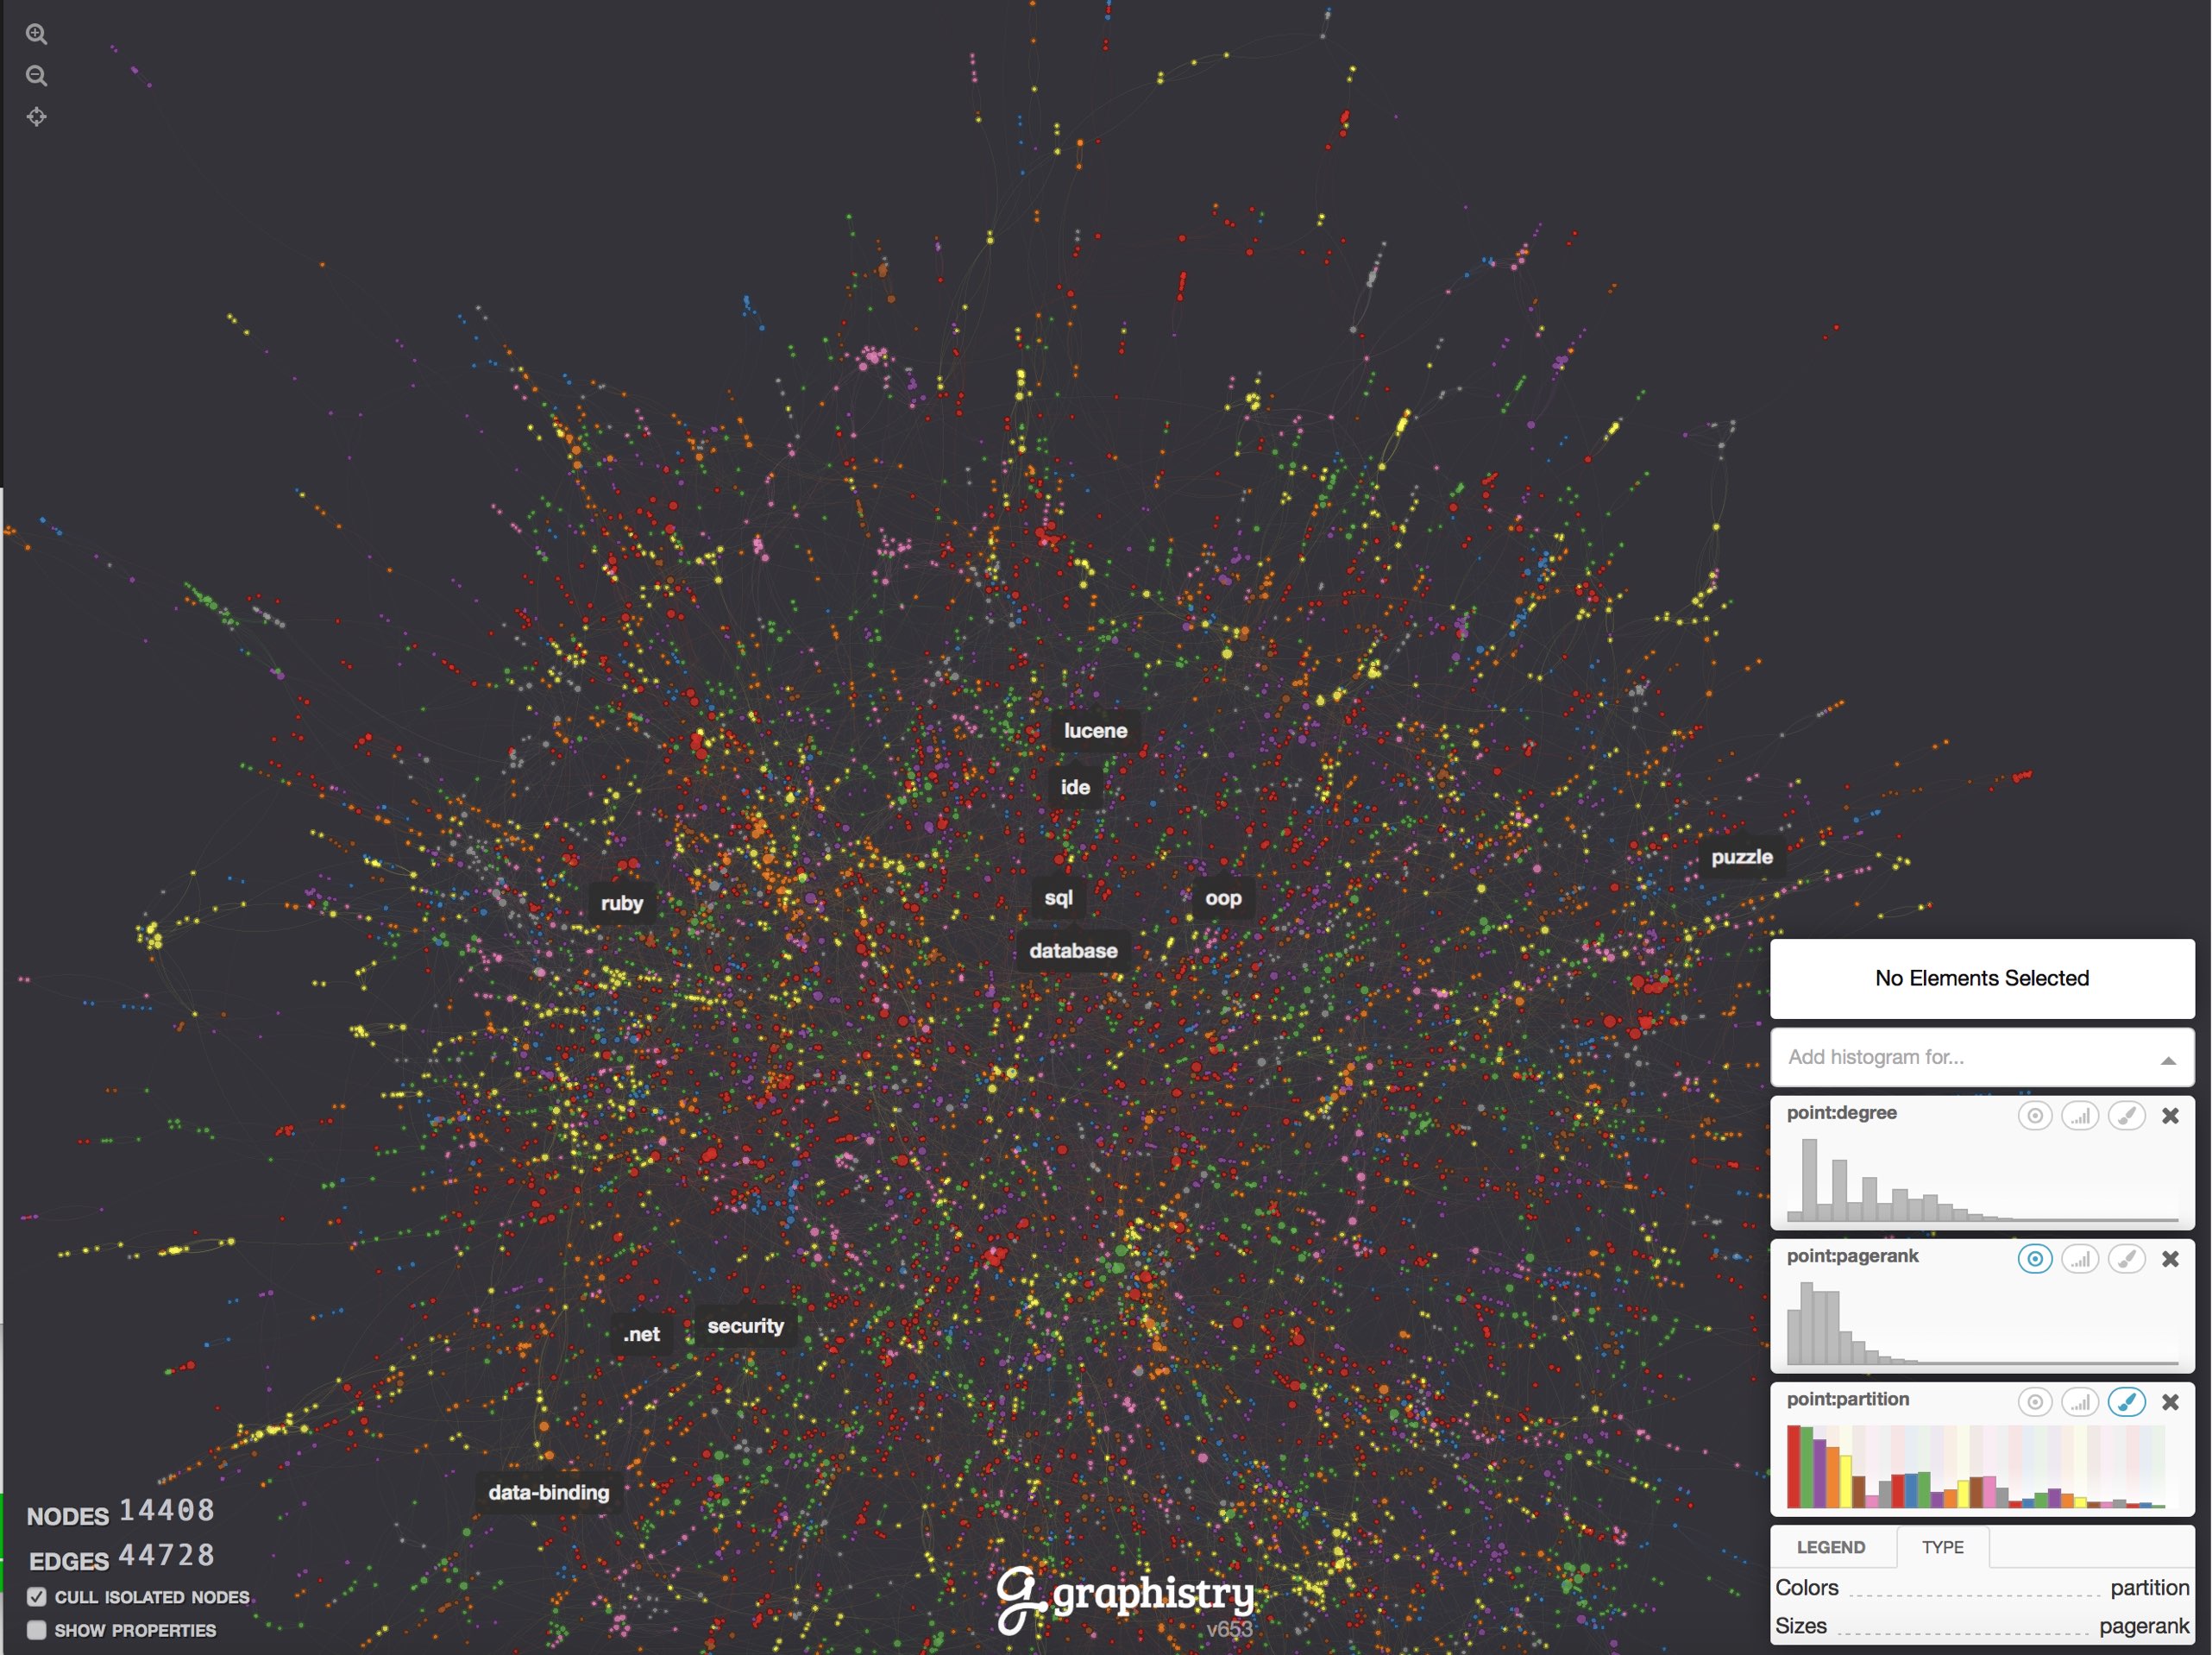 lucene
ide
puzzle
ruby
sql
oop
database
No Elements Selected
Add histogram for...
point:degree
point:pagerank
.net
security
point:partition
data-binding
NODES 14408
EDGES 44728
CULL ISOLATED NODES
SHOW PROPERTIES
graphistry
v653
LEGEND TYPE
Colors partition
Sizes pagerank